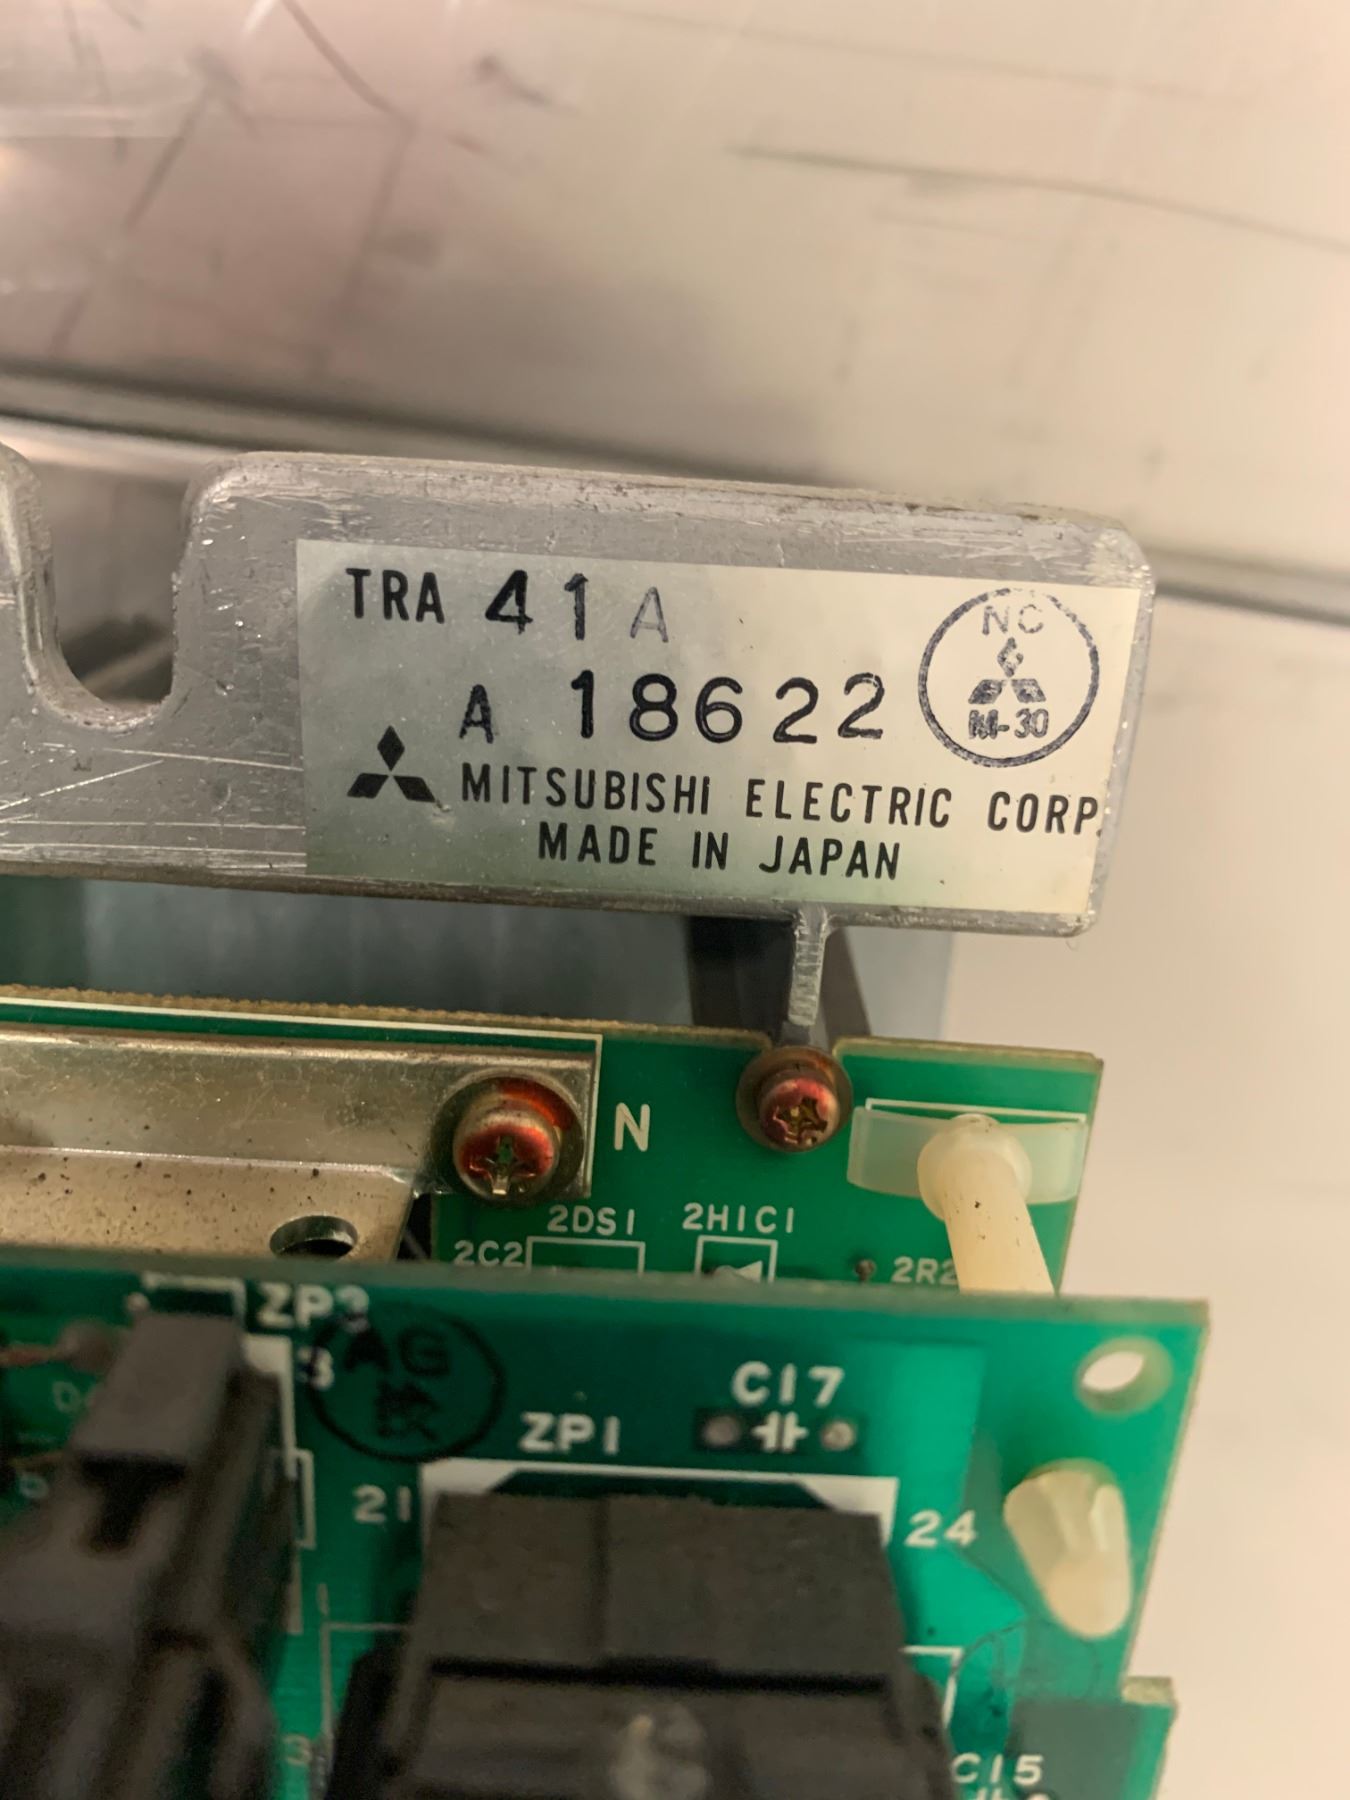 TRA 41A
NC
A 18622
M-30
MITSUBISHI ELECTRIC CORP.
MADE IN JAPAN
N
2DS1 2HIC1
2C2 2R2
ZP3
AG
C17
ZP1
21 24
C15